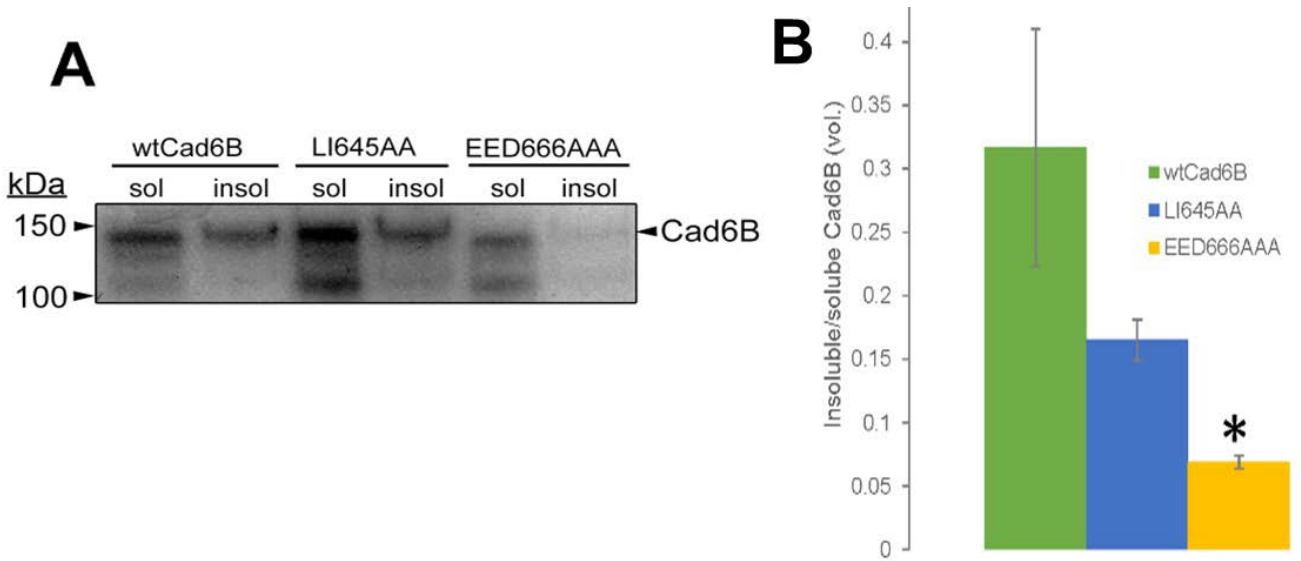 A
wtCad6B LI645AA EED666AAA
kDa sol insol sol insol sol insol
150 Cad6B
100
B
Insoluble/solube Cad6B (vol.)
0.4
0.35
0.3
0.25
0.2
0.15
0.1
0.05
0
wtCad6B
LI645AA
EED666AAA
*